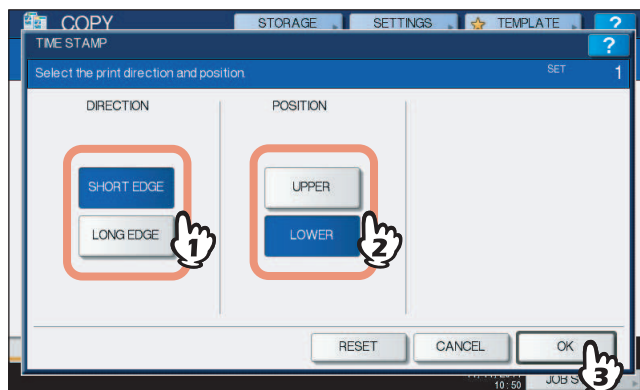 COPY
STORAGE SETTINGS TEMPLATE ?
TIME STAMP ?
Select the print direction and position SET 1
DIRECTION POSITION
SHORT EDGE UPPER
LONG EDGE LOWER
1 2
RESET CANCEL OK
3
10:50 JOB S